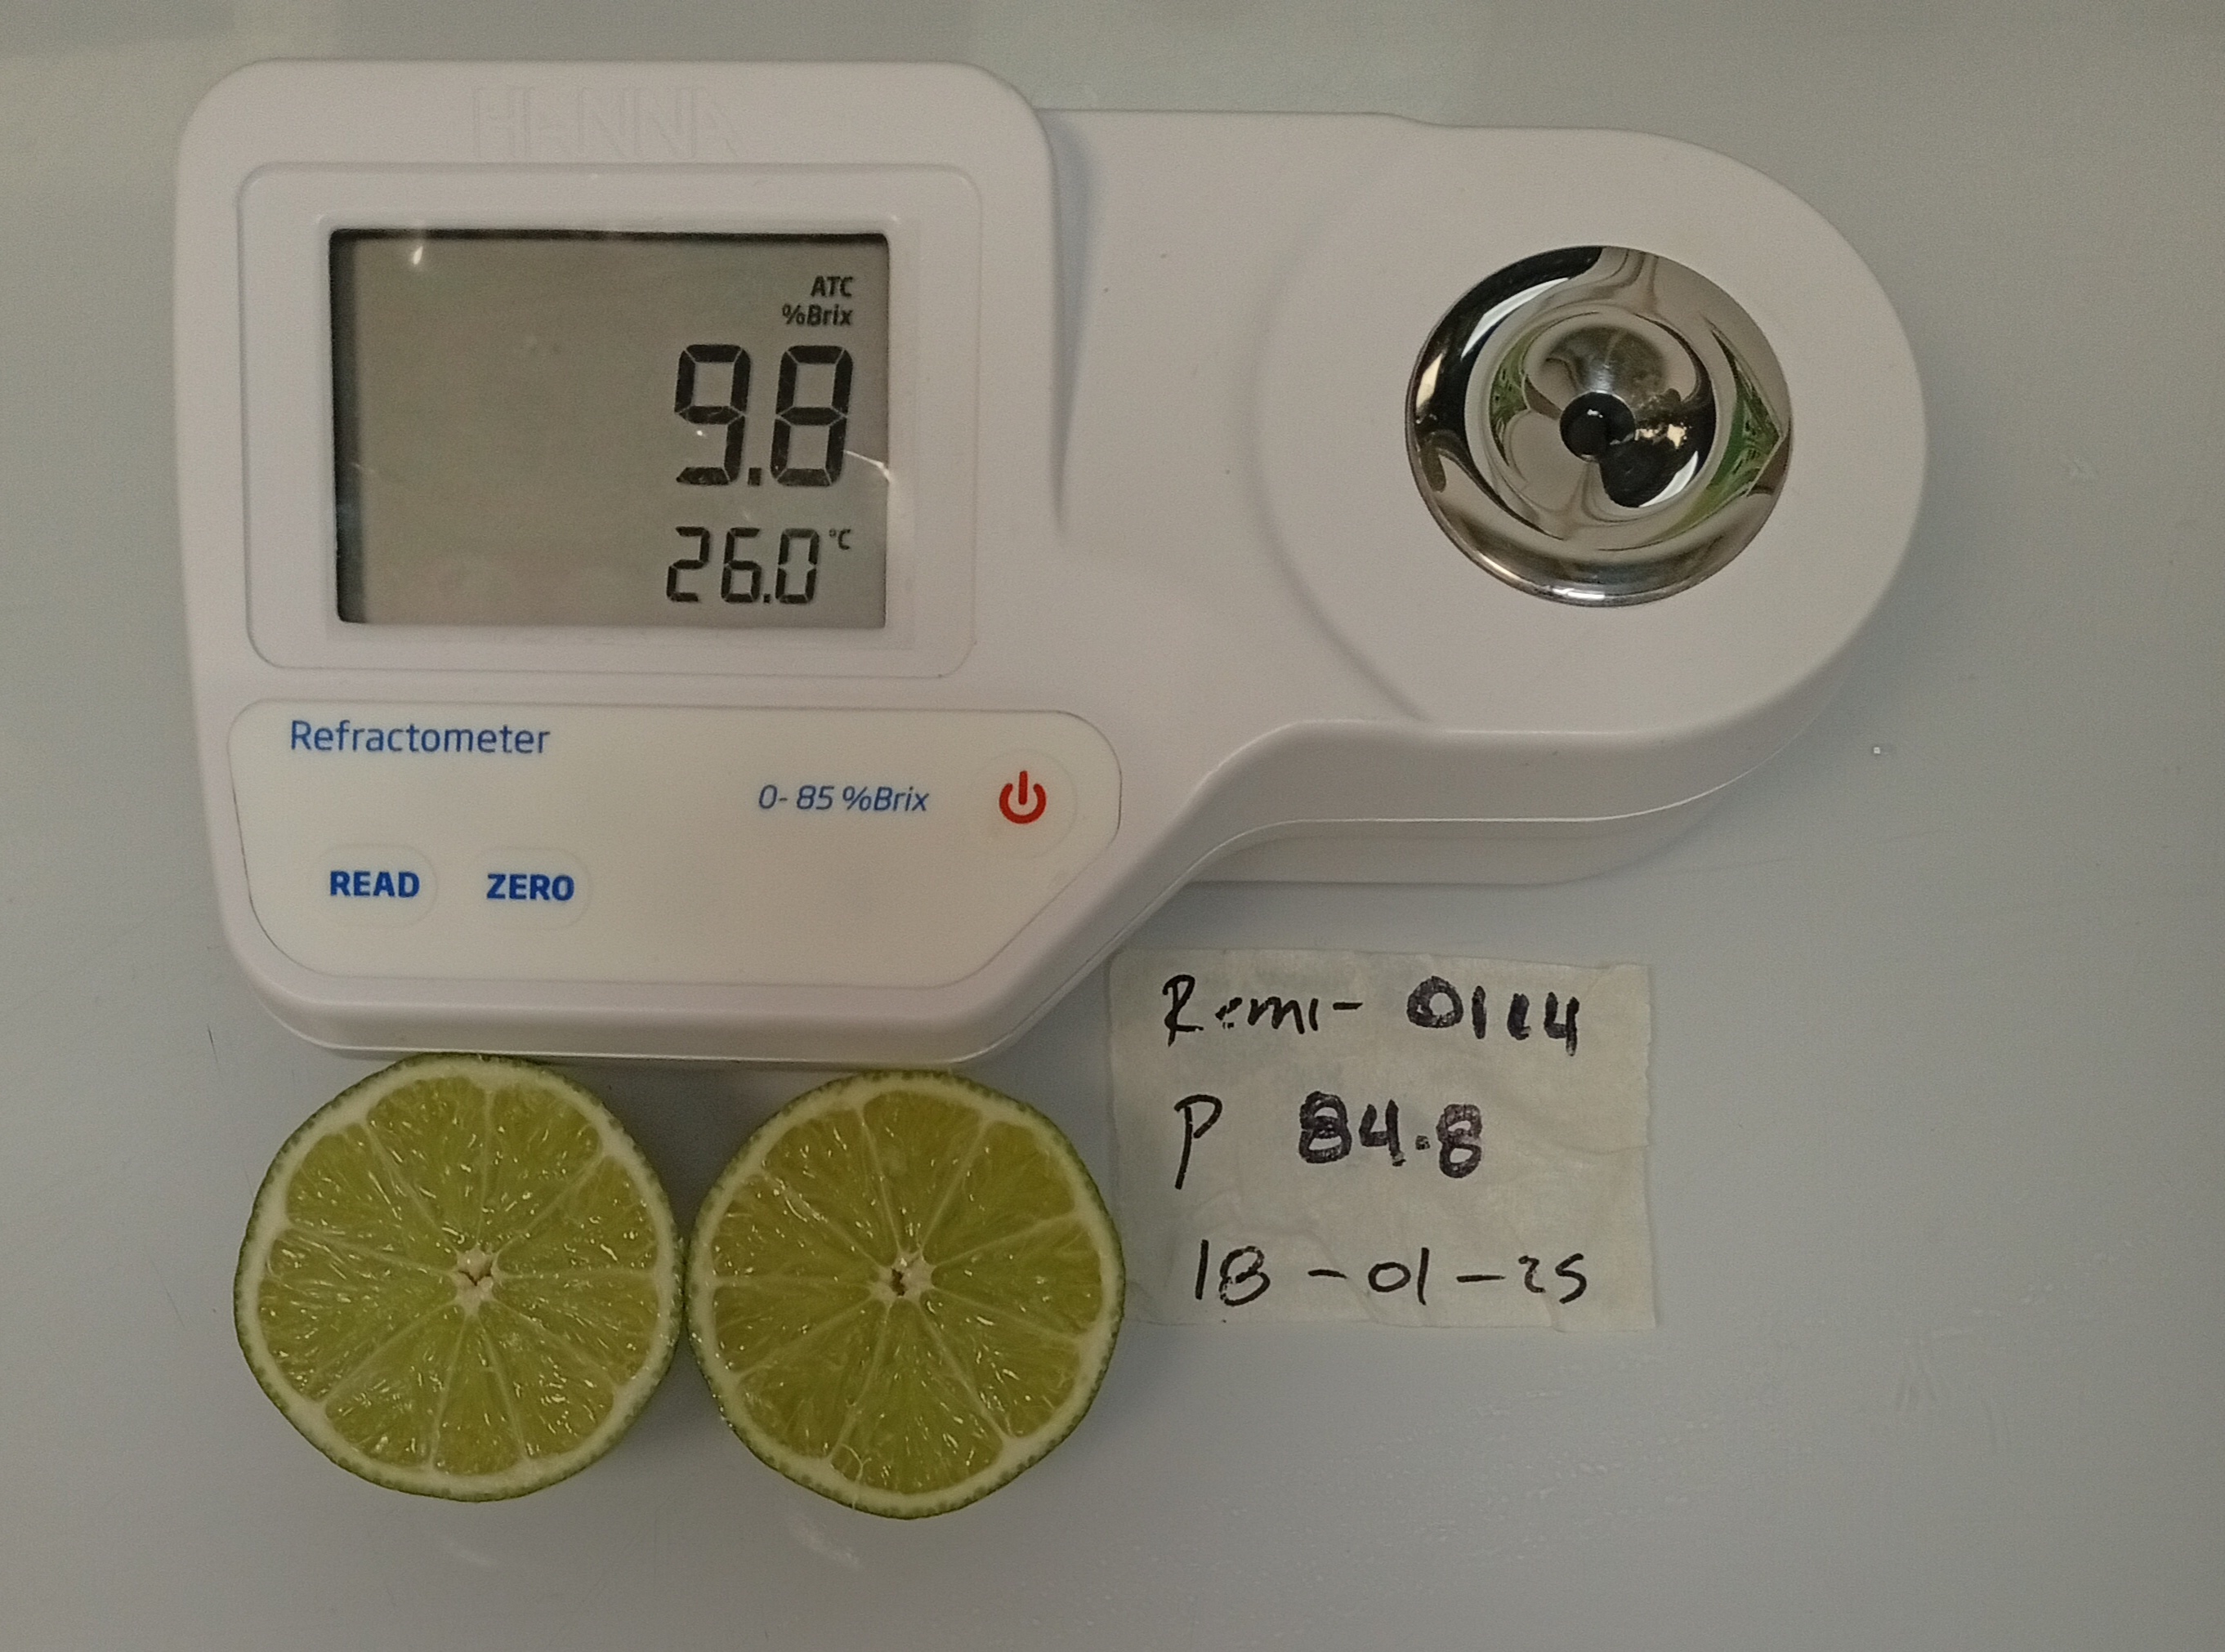 HANNA
ATC
%Brix
9.8
26.0 °C
Refractometer
0-85 %Brix
READ ZERO
Remi- 0114
P 84.8
18-01-25